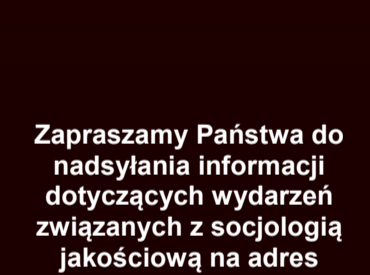 Zapraszamy Państwa do
nadsyłania informacji
dotyczących wydarzeń
związanych z socjologią
jakościową na adres